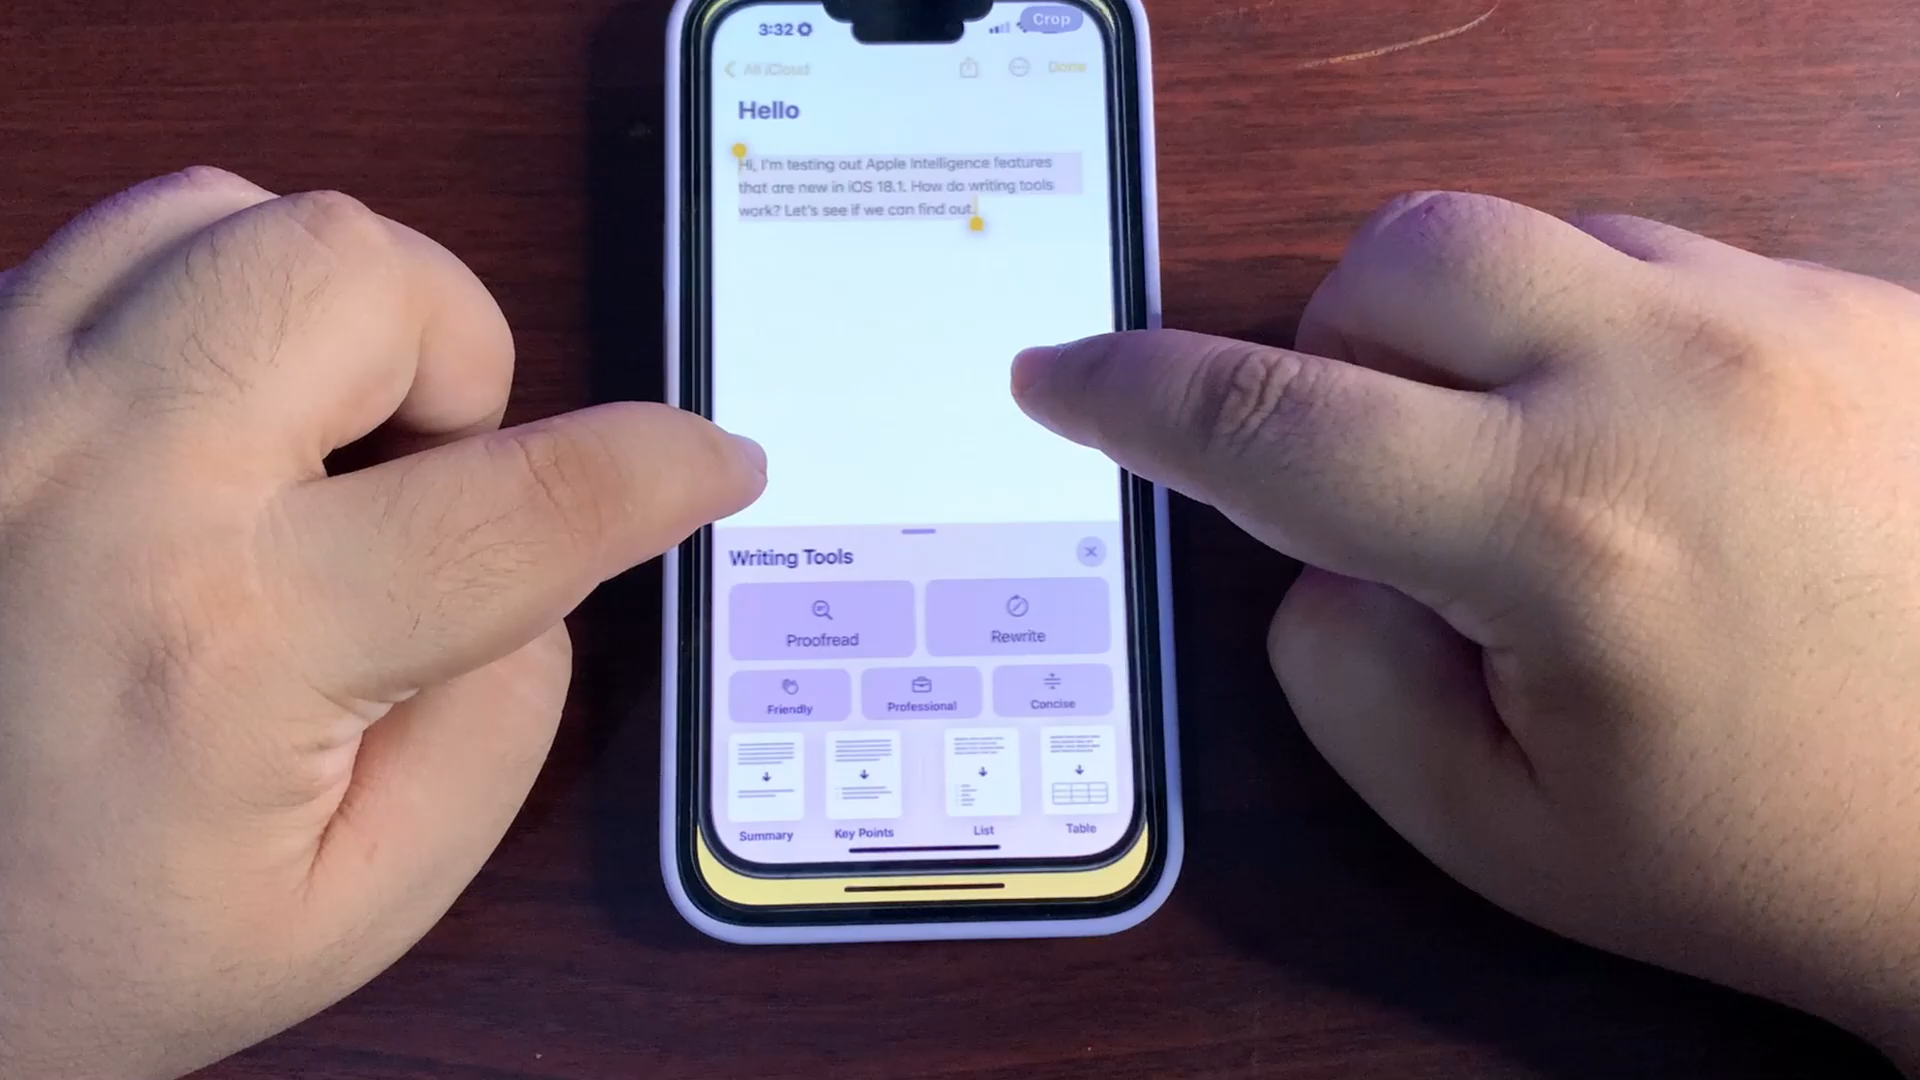 3:32
Crop
All iCloud
Done
Hello
Hi, I'm testing out Apple Intelligence features
that are new in iOS 18.1. How do writing tools
work? Let's see if we can find out.
Writing Tools
Proofread
Rewrite
Friendly
Professional
Concise
Summary
Key Points
List
Table